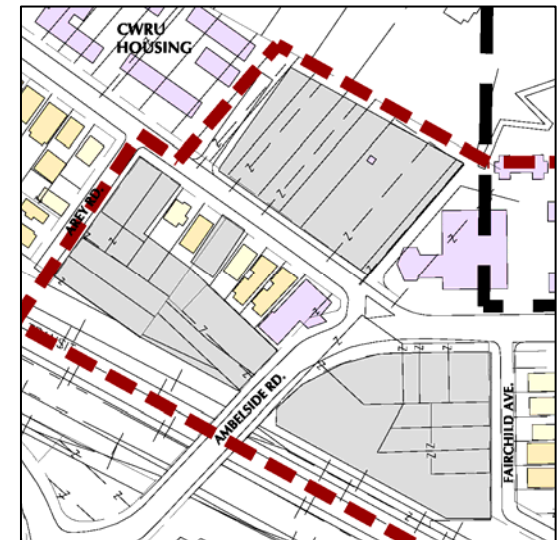 CWRU
HOUSING
ABEY RD.
AMBELSIDE RD.
FAIRCHILD AVE.